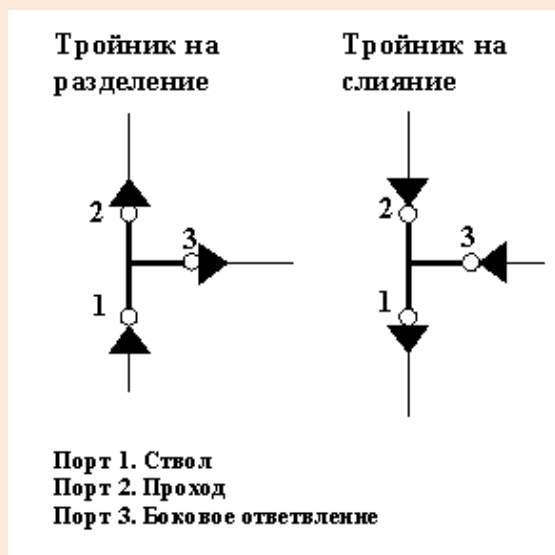 Тройник на
разделение
Тройник на
слияние
2
3
1
2
3
1
Порт 1. Ствол
Порт 2. Проход
Порт 3. Боковое ответвление